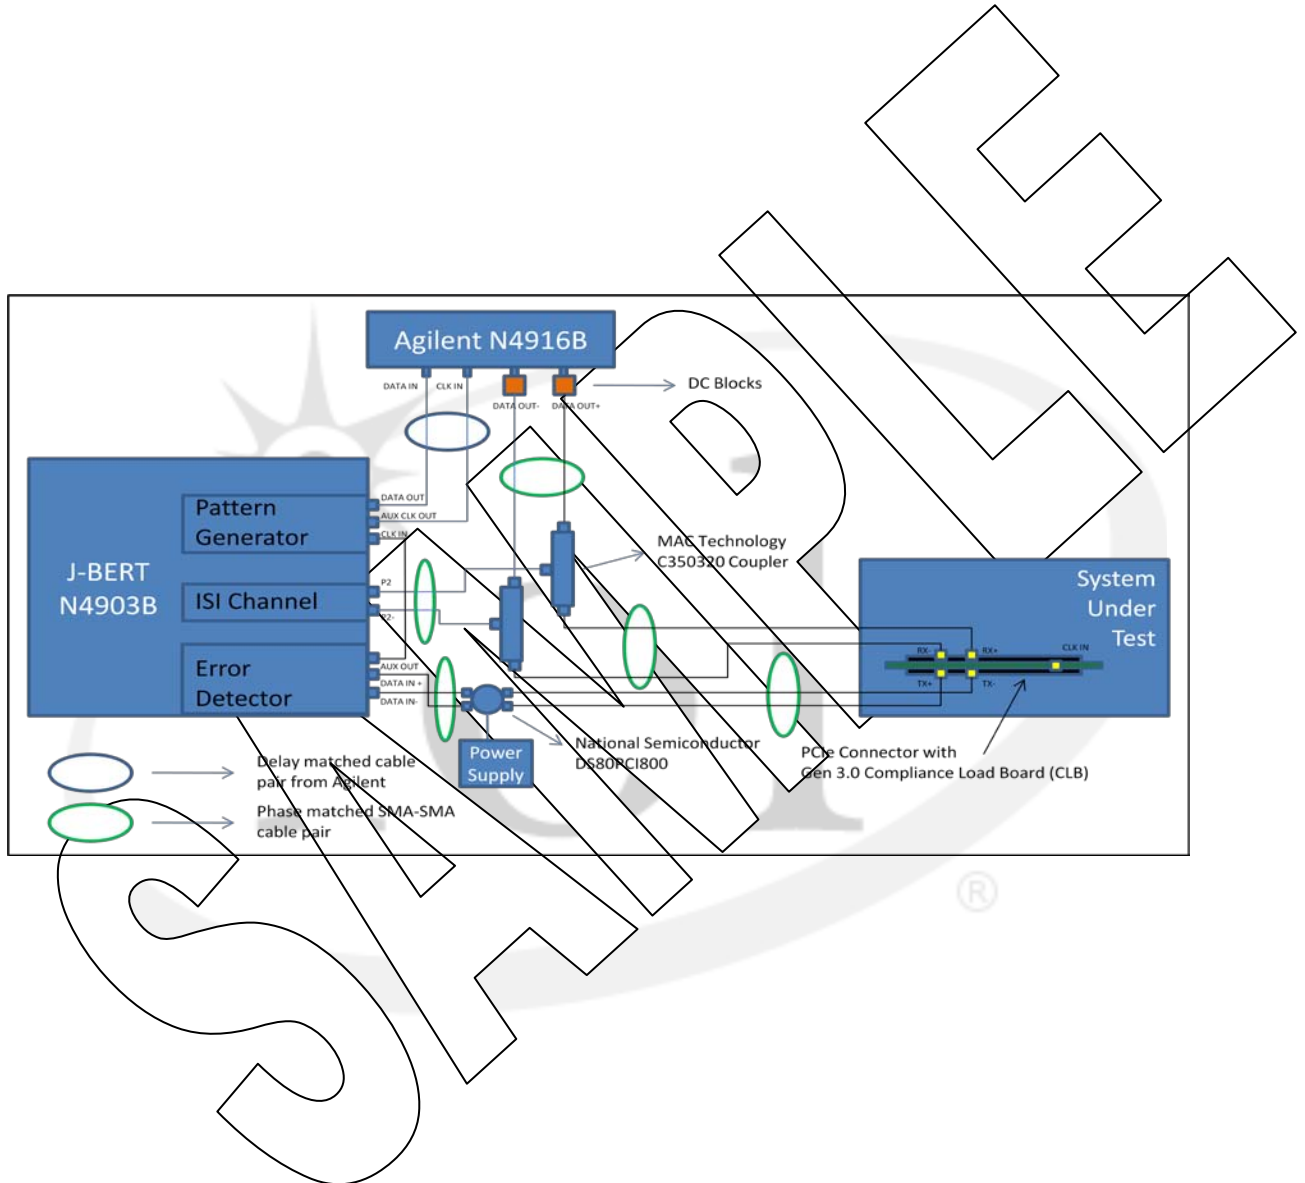 SAMPLE
Agilent N4916B
DATA IN
CLK IN
DC Blocks
DATA OUT-
DATA OUT+
J-BERT
N4903B
Pattern
Generator
DATA OUT
AUX CLK OUT
CLK IN
ISI Channel
P2
P2-
Error
Detector
AUX OUT
DATA IN +
DATA IN-
MAC Technology
C350320 Coupler
System
Under
Test
RX-
RX+
CLK IN
TX+
TX-
Power
Supply
National Semiconductor
DS80PCI800
PCIe Connector with
Gen 3.0 Compliance Load Board (CLB)
Delay matched cable
pair from Agilent
Phase matched SMA-SMA
cable pair
®